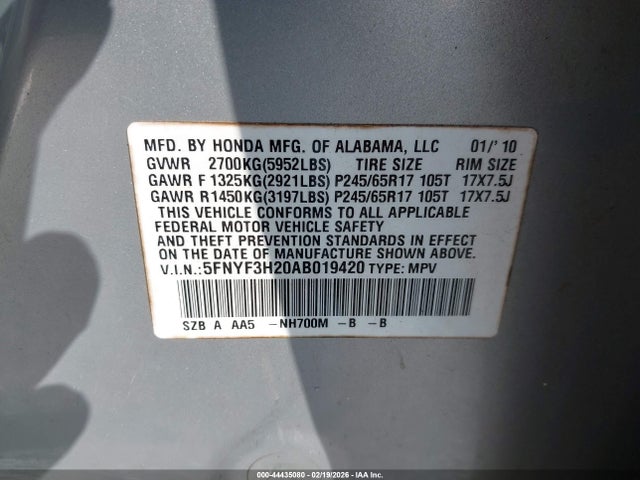 MFD. BY HONDA MFG. OF ALABAMA, LLC 01/' 10
GVWR 2700KG(5952LBS) TIRE SIZE RIM SIZE
GAWR F 1325KG(2921LBS) P245/65R17 105T 17X7.5J
GAWR R1450KG(3197LBS) P245/65R17 105T 17X7.5J
THIS VEHICLE CONFORMS TO ALL APPLICABLE
FEDERAL MOTOR VEHICLE SAFETY
AND THEFT PREVENTION STANDARDS IN EFFECT
ON THE DATE OF MANUFACTURE SHOWN ABOVE.
V.I.N.:5FNYF3H20AB019420 TYPE: MPV
SZB A AA5 -NH700M -B -B
000-44435080 - 02/19/2026 - IAA Inc.